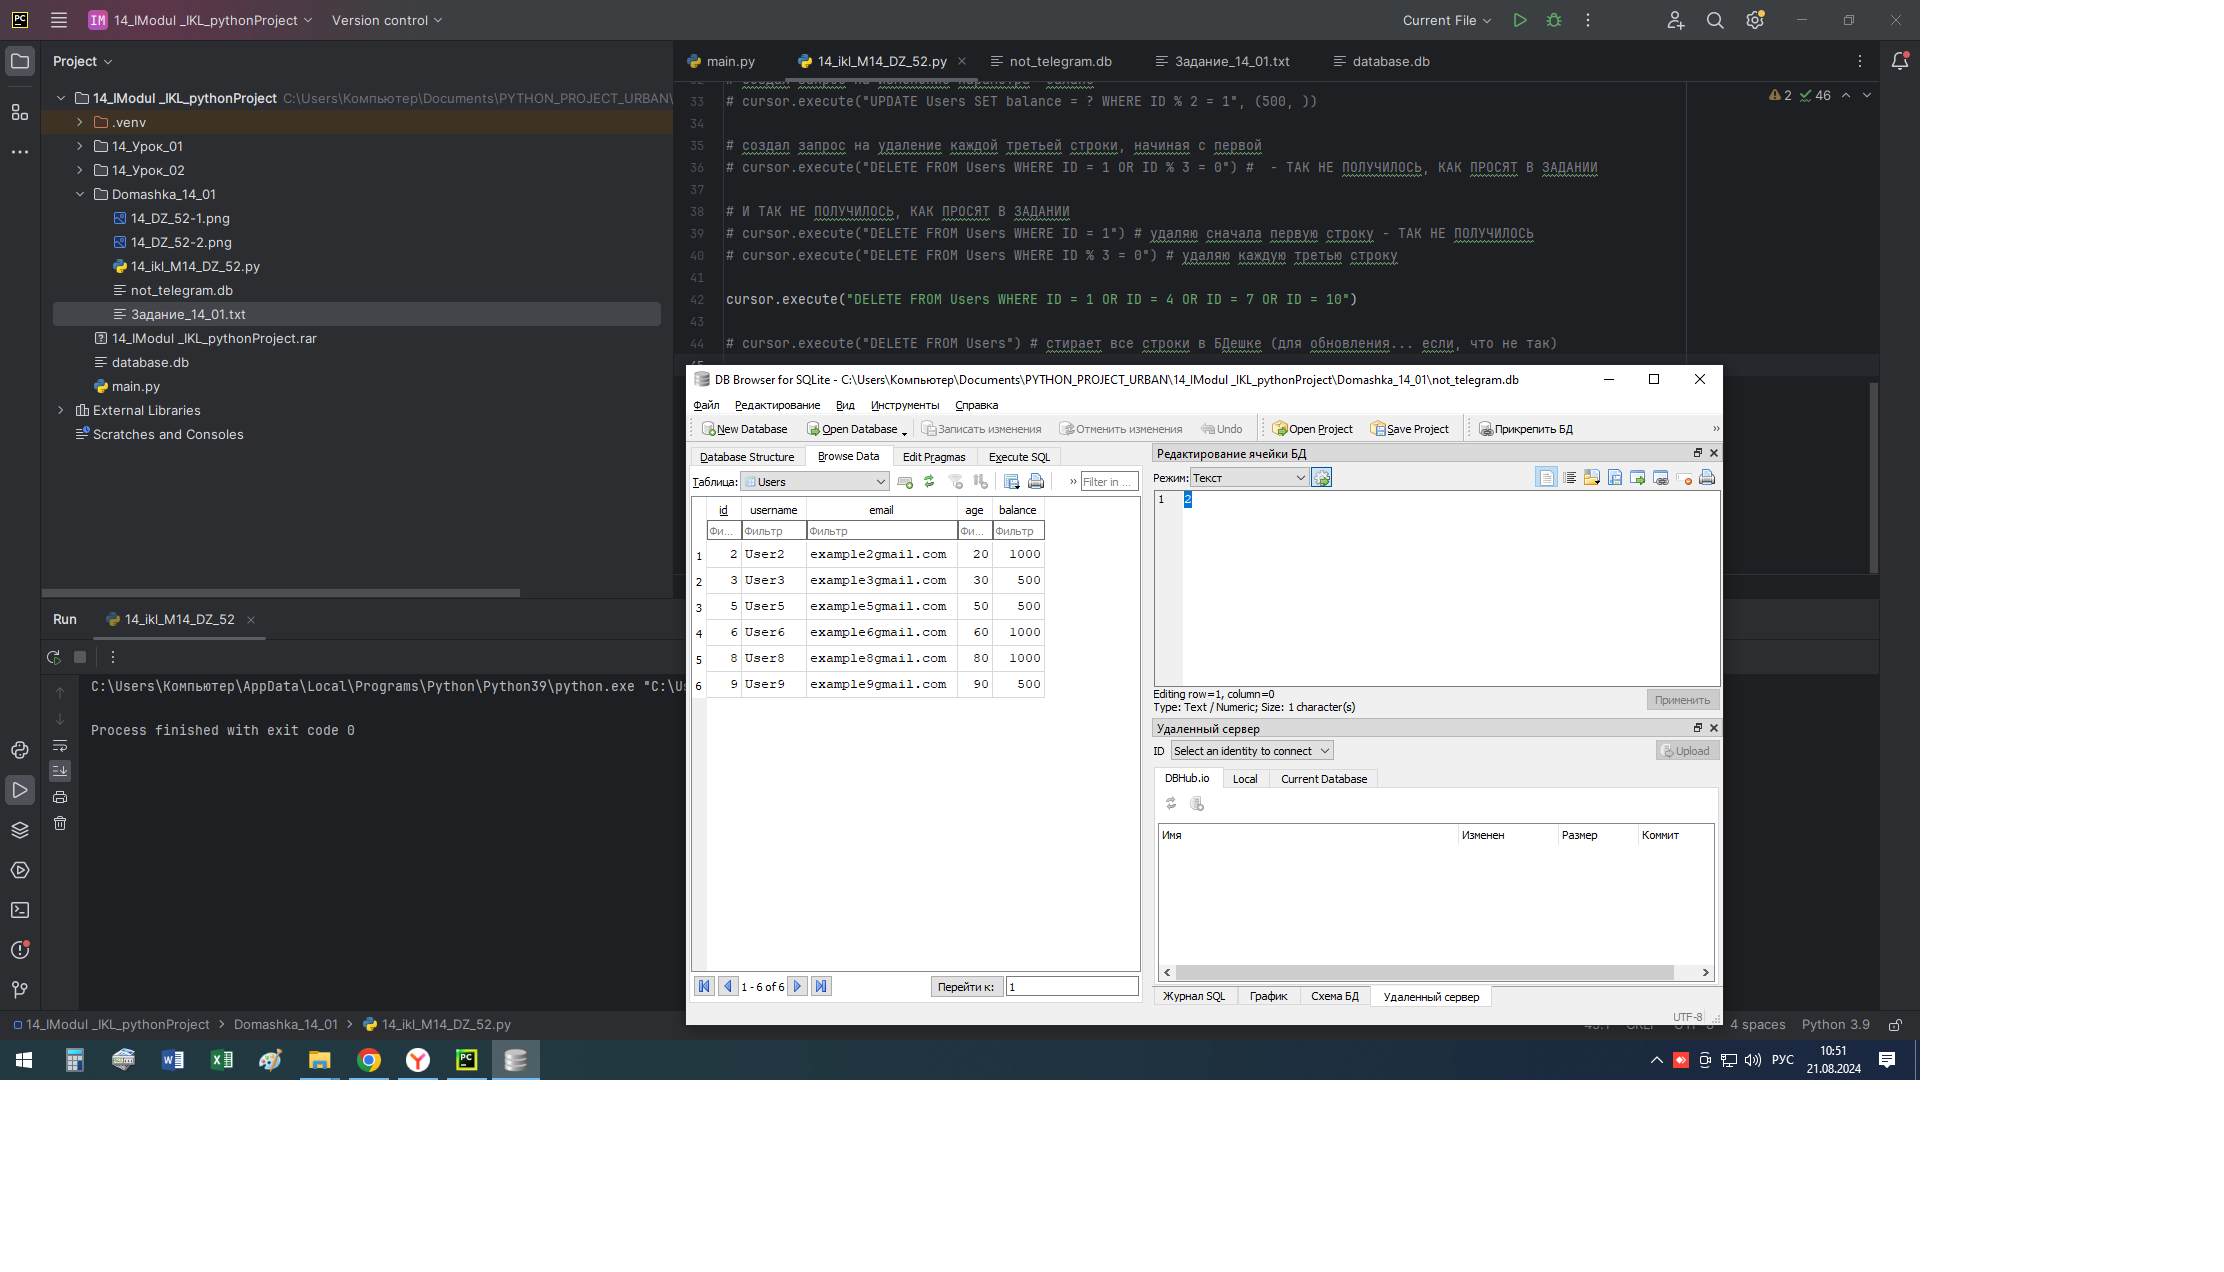 PC
IM 14_IModul _IKL_pythonProject
Version control
Current File
Project
14_IModul _IKL_pythonProject C:\Users\Компьютер\Documents\PYTHON_PROJECT_URBAN\
.venv
14_Урок_01
14_Урок_02
Domashka_14_01
14_DZ_52-1.png
14_DZ_52-2.png
14_ikl_M14_DZ_52.py
not_telegram.db
Задание_14_01.txt
14_IModul _IKL_pythonProject.rar
database.db
main.py
External Libraries
Scratches and Consoles
main.py
14_ikl_M14_DZ_52.py
not_telegram.db
Задание_14_01.txt
database.db
2 46
33 # cursor.execute("UPDATE Users SET balance = ? WHERE ID % 2 = 1", (500, ))
34
35 # создал запрос на удаление каждой третьей строки, начиная с первой
36 # cursor.execute("DELETE FROM Users WHERE ID = 1 OR ID % 3 = 0") #  - ТАК НЕ ПОЛУЧИЛОСЬ, КАК ПРОСЯТ В ЗАДАНИИ
37
38 # И ТАК НЕ ПОЛУЧИЛОСЬ, КАК ПРОСЯТ В ЗАДАНИИ
39 # cursor.execute("DELETE FROM Users WHERE ID = 1") # удаляю сначала первую строку - ТАК НЕ ПОЛУЧИЛОСЬ
40 # cursor.execute("DELETE FROM Users WHERE ID % 3 = 0") # удаляю каждую третью строку
41
42 cursor.execute("DELETE FROM Users WHERE ID = 1 OR ID = 4 OR ID = 7 OR ID = 10")
43
44 # cursor.execute("DELETE FROM Users") # стирает все строки в БДешке (для обновления... если, что не так)
DB Browser for SQLite - C:\Users\Компьютер\Documents\PYTHON_PROJECT_URBAN\14_IModul _IKL_pythonProject\Domashka_14_01\not_telegram.db
Файл Редактирование Вид Инструменты Справка
New Database Open Database Записать изменения Отменить изменения Undo Open Project Save Project Прикрепить БД »
Database Structure Browse Data Edit Pragmas Execute SQL
Таблица: Users » Filter in ...
id username email age balance
Фи... Фильтр Фильтр Фи... Фильтр
1 2 User2 example2gmail.com 20 1000
2 3 User3 example3gmail.com 30 500
3 5 User5 example5gmail.com 50 500
4 6 User6 example6gmail.com 60 1000
5 8 User8 example8gmail.com 80 1000
6 9 User9 example9gmail.com 90 500
1 - 6 of 6
Перейти к: 1
Редактирование ячейки БД
Режим: Текст
1 2
Editing row=1, column=0
Type: Text / Numeric; Size: 1 character(s)
Применить
Удаленный сервер
ID Select an identity to connect Upload
DBHub.io Local Current Database
Имя Изменен Размер Коммит
Журнал SQL График Схема БД Удаленный сервер
UTF-8
Run 14_ikl_M14_DZ_52
C:\Users\Компьютер\AppData\Local\Programs\Python\Python39\python.exe "C:\Us
Process finished with exit code 0
14_IModul _IKL_pythonProject Domashka_14_01 14_ikl_M14_DZ_52.py
4 spaces Python 3.9
РУС
10:51
21.08.2024